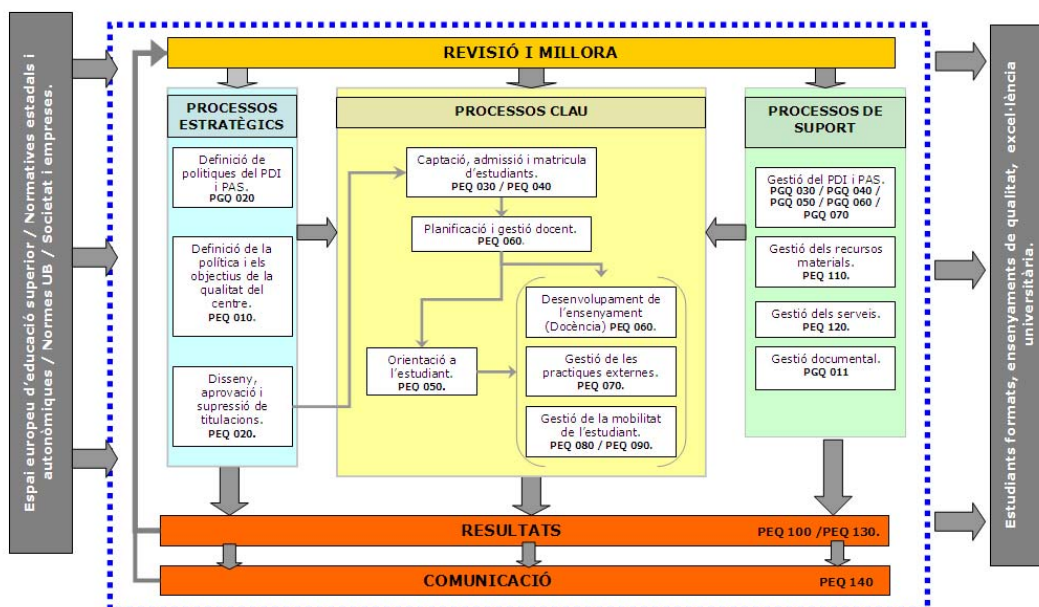 Espai europeu d'educació superior / Normatives estadals i
autonòmiques / Normes UB / Societat i empreses.
REVISIÓ I MILLORA
PROCESSOS
ESTRATÈGICS
Definició de
polítiques del PDI
i PAS.
PGQ 020
Definició de la
política i els
objectius de la
qualitat del
centre.
PEQ 010.
Disseny,
aprovació i
supressió de
titulacions.
PEQ 020.
PROCESSOS CLAU
Captació, admissió i matricula
d'estudiants.
PEQ 030 / PEQ 040
Planificació i gestió docent.
PEQ 060.
Desenvolupament de
l'ensenyament
(Docència) PEQ 060.
Orientació a
l'estudiant.
PEQ 050.
Gestió de les
practiques externes.
PEQ 070.
Gestió de la mobilitat
de l'estudiant.
PEQ 080 / PEQ 090.
PROCESSOS DE
SUPORT
Gestió del PDI i PAS.
PGQ 030 / PGQ 040 /
PGQ 050 / PGQ 060 /
PGQ 070
Gestió dels recursos
materials.
PEQ 110.
Gestió dels serveis.
PEQ 120.
Gestió documental.
PGQ 011
RESULTATS
PEQ 100 /PEQ 130.
COMUNICACIÓ
PEQ 140
Estudiants formats, ensenyaments de qualitat, excel·lència
universitària.